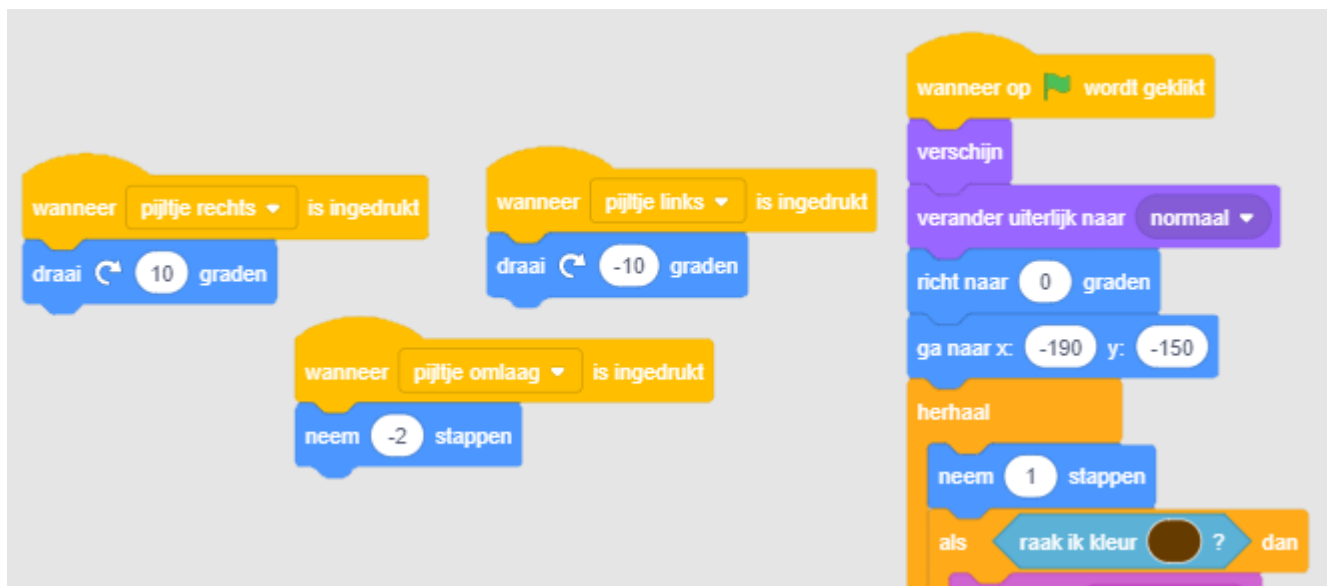 wanneer pijltje rechts is ingedrukt
draai 10 graden
wanneer pijltje links is ingedrukt
draai -10 graden
wanneer pijltje omlaag is ingedrukt
neem -2 stappen
wanneer op wordt geklikt
verschijn
verander uiterlijk naar normaal
richt naar 0 graden
ga naar x: -190 y: -150
herhaal
neem 1 stappen
als raak ik kleur ? dan